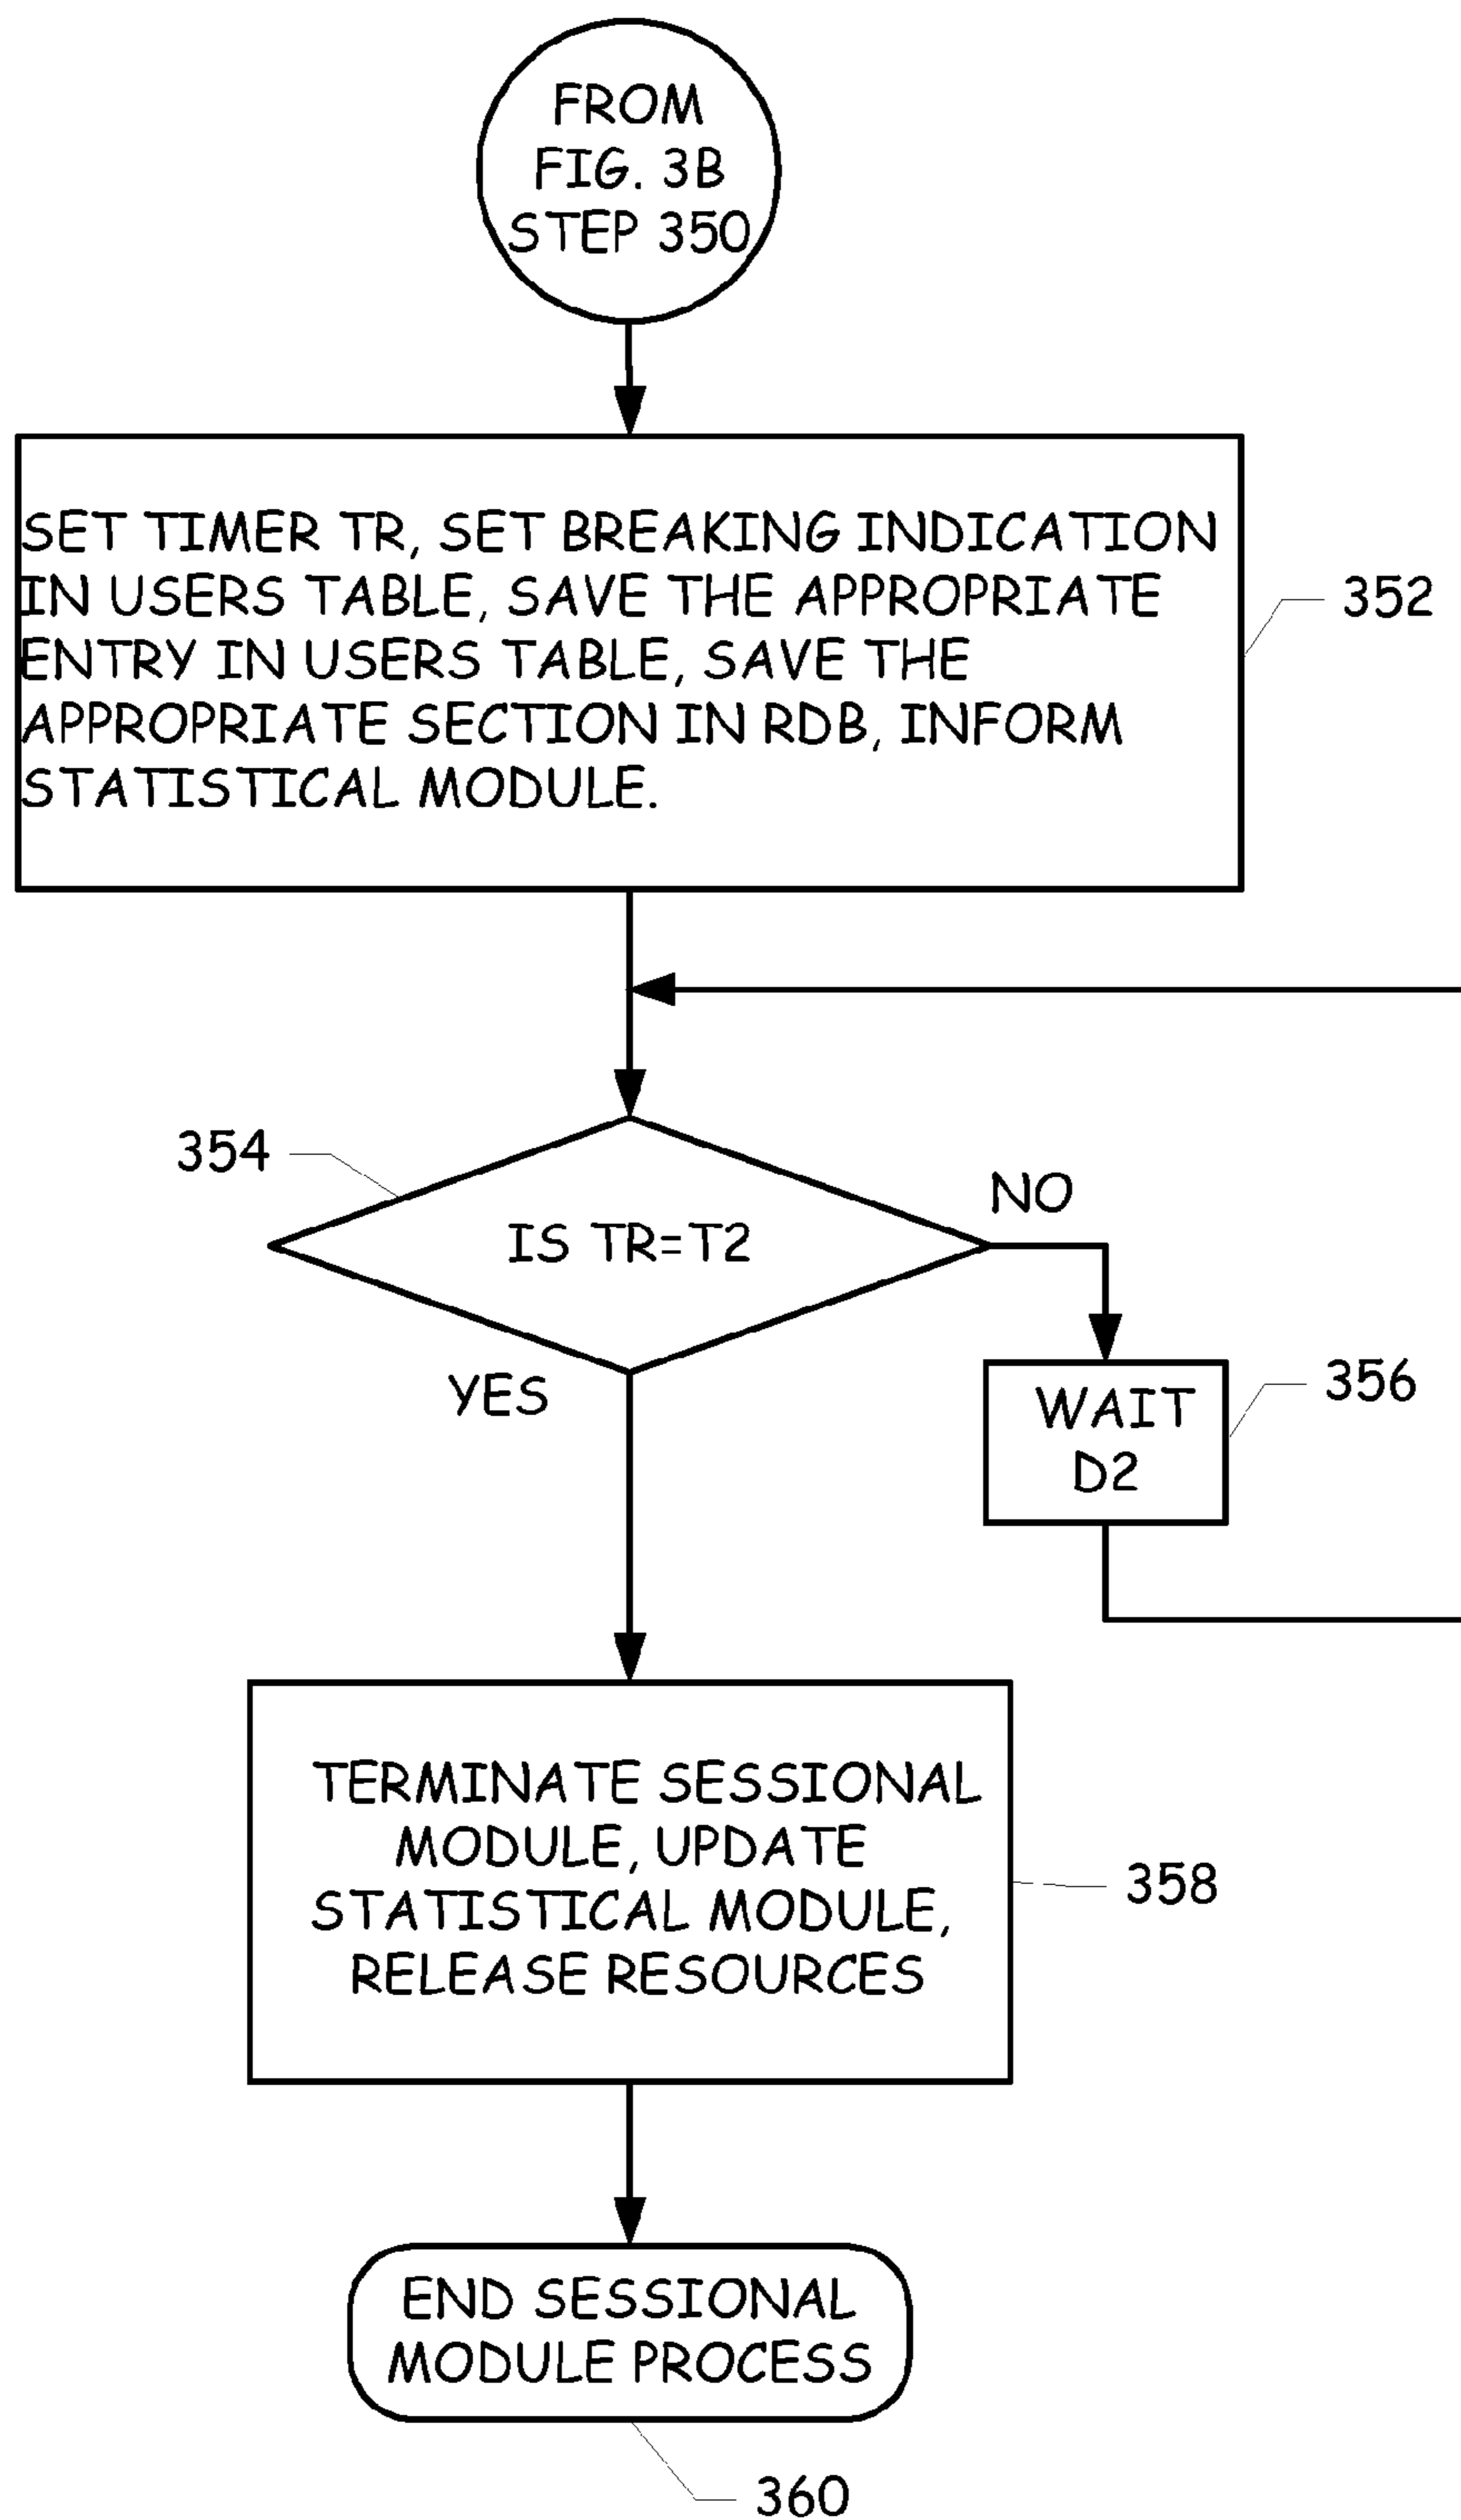 FROM
FIG. 3B
STEP 350
SET TIMER TR, SET BREAKING INDICATION
IN USERS TABLE, SAVE THE APPROPRIATE
ENTRY IN USERS TABLE, SAVE THE
APPROPRIATE SECTION IN RDB, INFORM
STATISTICAL MODULE.
352
354
IS TR=T2
NO
YES
WAIT
D2
356
TERMINATE SESSIONAL
MODULE, UPDATE
STATISTICAL MODULE,
RELEASE RESOURCES
358
END SESSIONAL
MODULE PROCESS
360